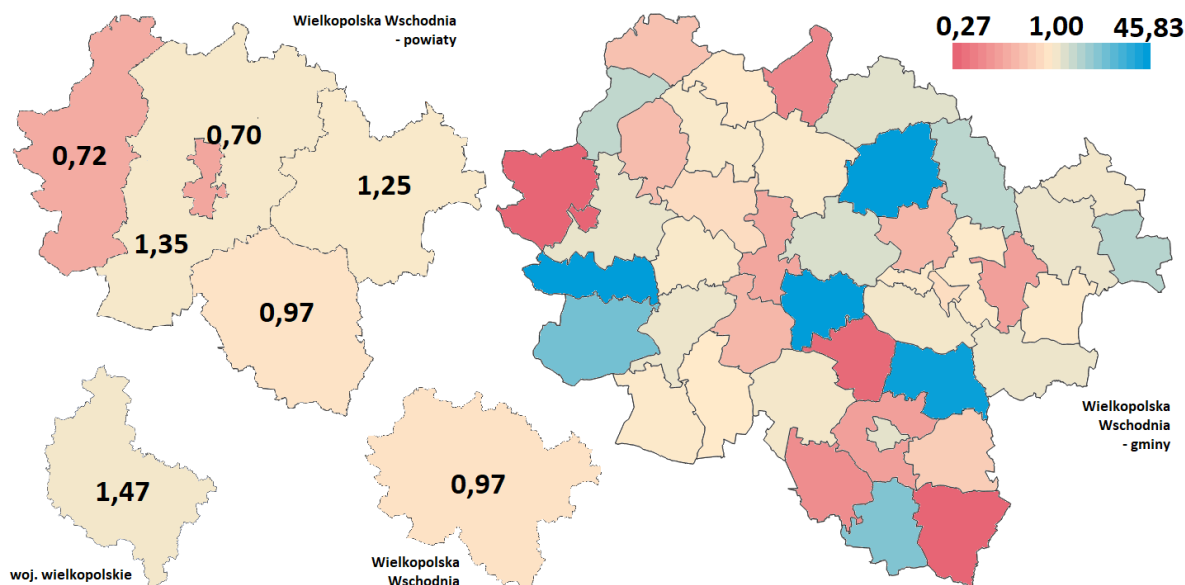 Wielkopolska Wschodnia
- powiaty
0,27 1,00 45,83
0,70
0,72
1,25
1,35
0,97
Wielkopolska
Wschodnia
- gminy
1,47
0,97
woj. wielkopolskie
Wielkopolska
Wschodnia